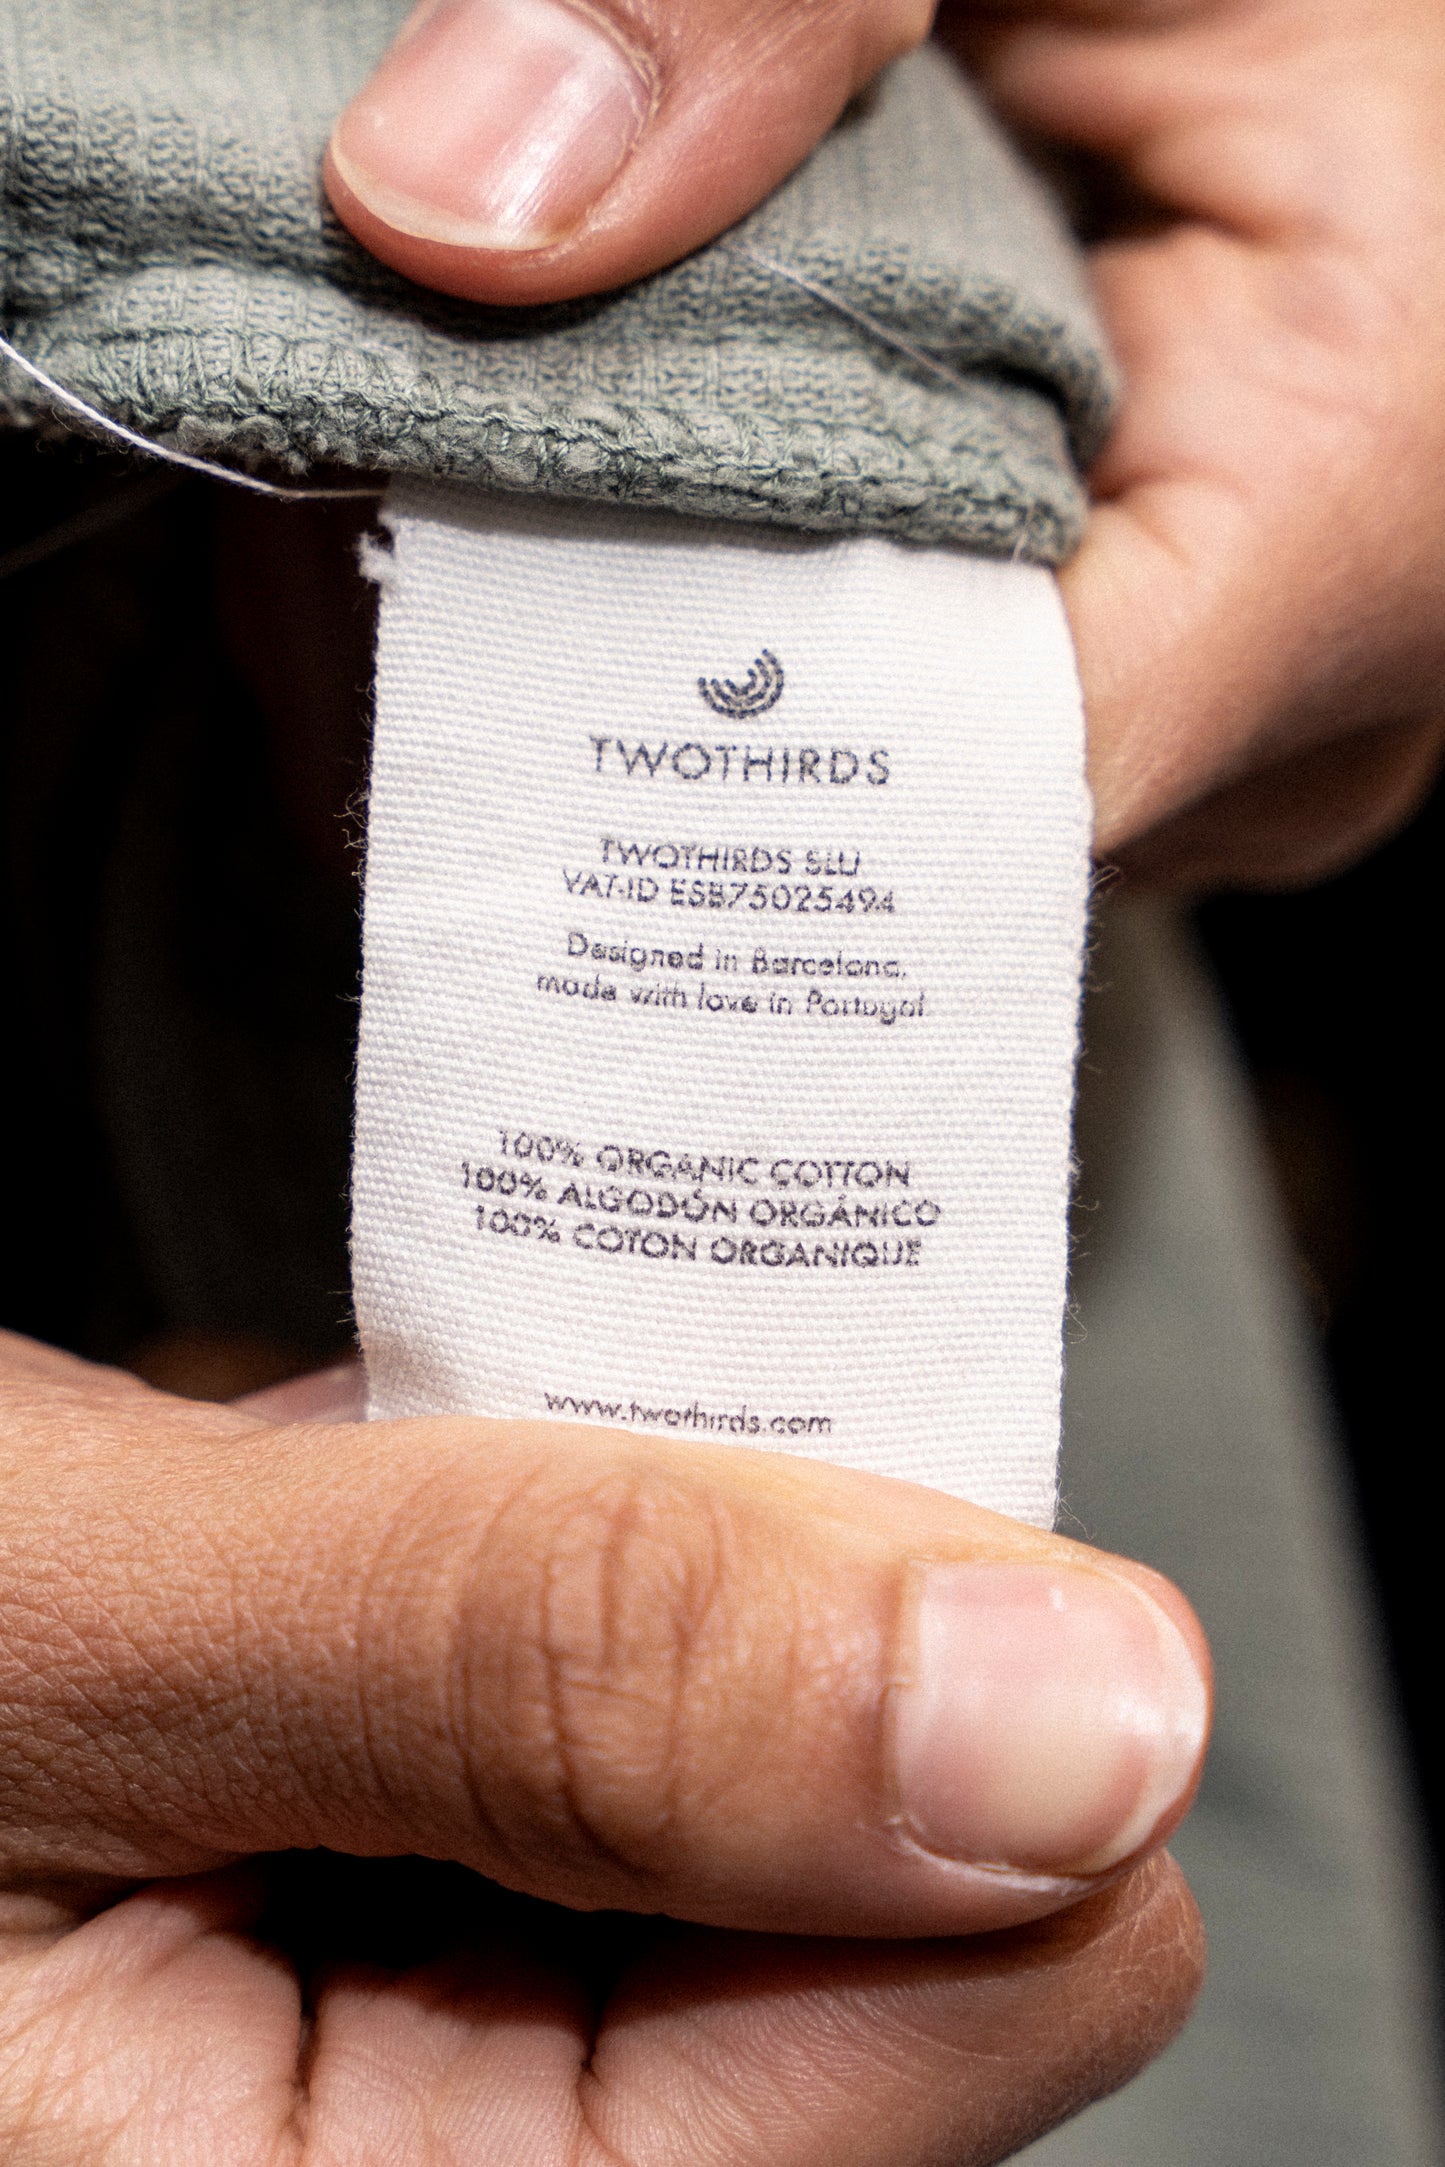 TWOTHIRDS
TWOTHIRDS SLU
VAT-ID ESB75025494
Designed in Barcelona,
made with love in Portugal
100% ORGANIC COTTON
100% ALGODÓN ORGÁNICO
100% COTON ORGANIQUE
www.twothirds.com